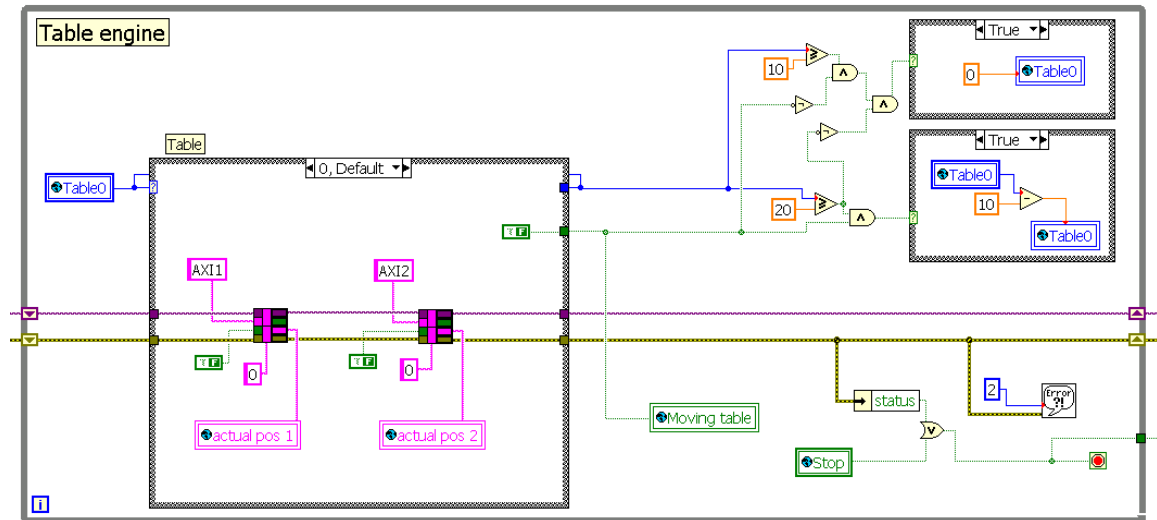 Table engine
True
10
0
Table0
Table
0, Default
True
Table0
Table0
20
10
Table0
AXI1
AXI2
0
0
actual pos 1
actual pos 2
Moving table
status
2
Error
?!
Stop
i